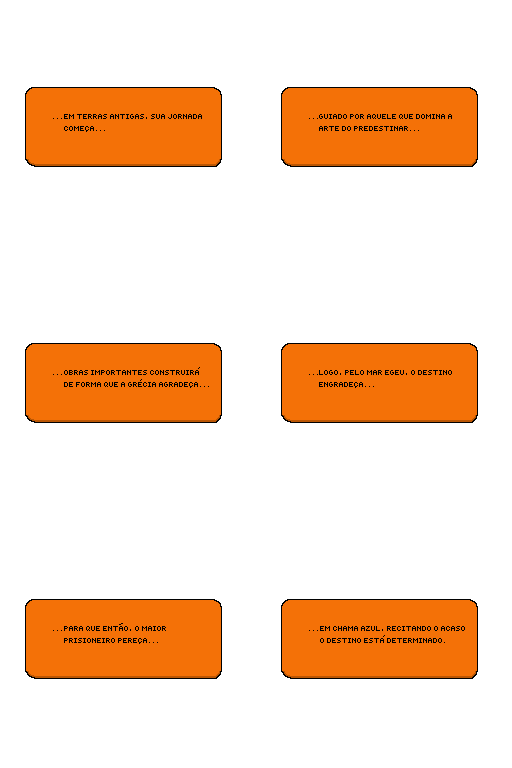 ...EM TERRAS ANTIGAS, SUA JORNADA
COMEÇA...
...GUIADO POR AQUELE QUE DOMINA A
ARTE DO PREDESTINAR...
...OBRAS IMPORTANTES CONSTRUIRÁ
DE FORMA QUE A GRÉCIA AGRADEÇA...
...LOGO, PELO MAR EGEU, O DESTINO
ENGRADEÇA...
...PARA QUE ENTÃO, O MAIOR
PRISIONEIRO PEREÇA...
...EM CHAMA AZUL, RECITANDO O ACASO
O DESTINO ESTÁ DETERMINADO.